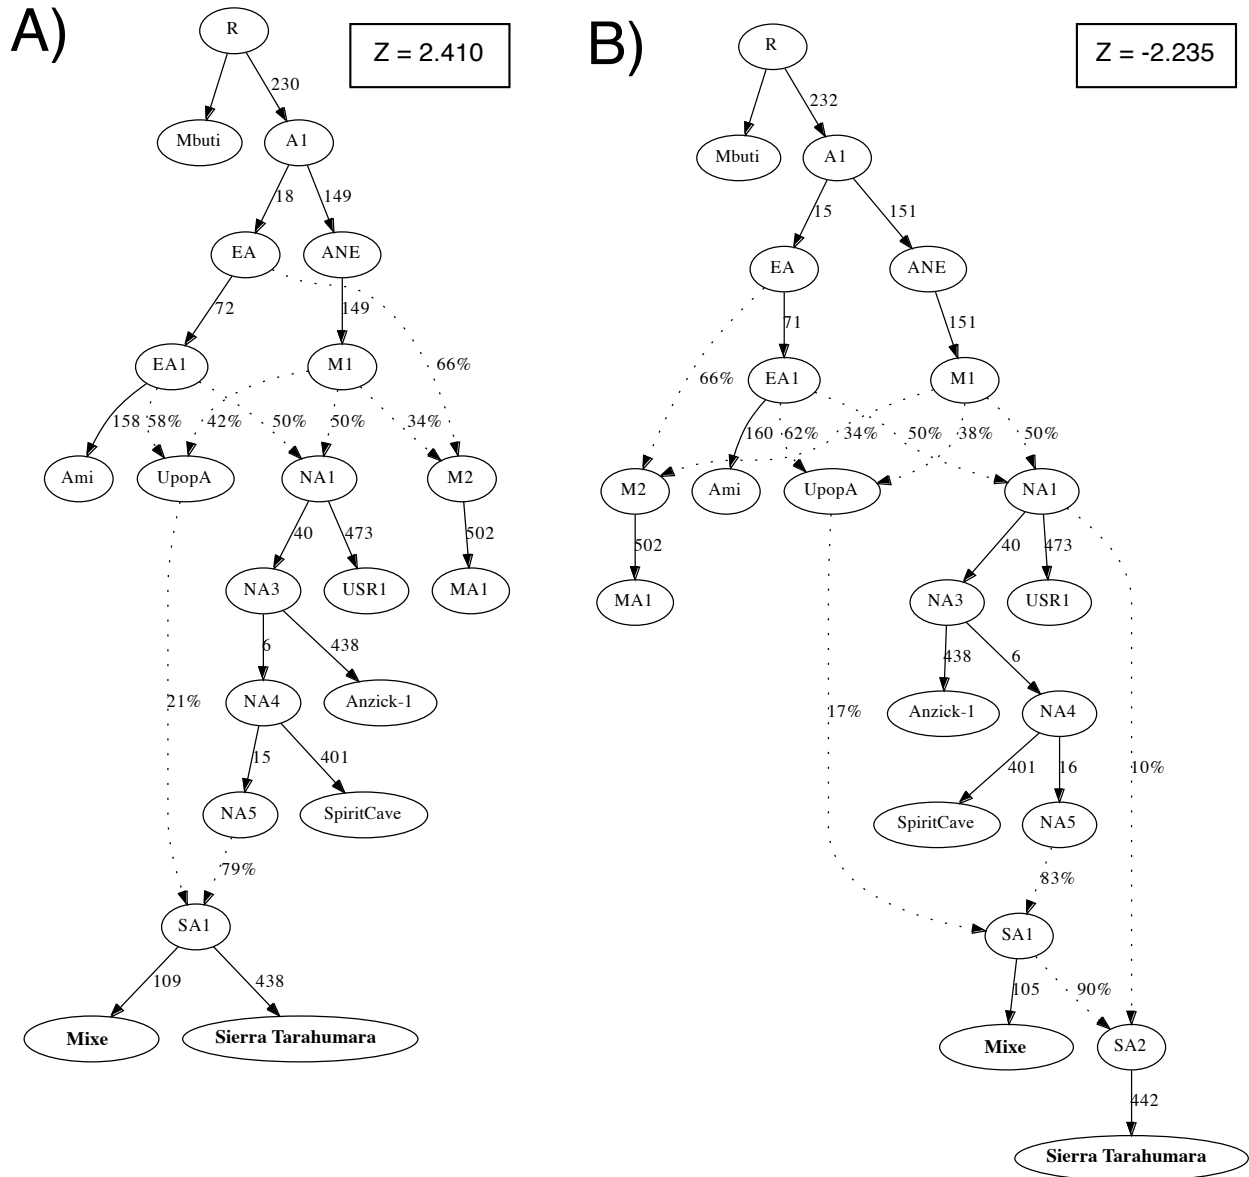 A)
R
Z = 2.410
230
Mbuti
A1
18
149
EA
ANE
72
149
EA1
M1
66%
158
58%
42%
50%
50%
34%
Ami
UpopA
NA1
M2
40
473
502
NA3
USR1
MA1
6
438
21%
NA4
Anzick-1
15
401
NA5
SpiritCave
79%
SA1
109
438
Mixe
Sierra Tarahumara
B)
R
Z = -2.235
232
Mbuti
A1
15
151
EA
ANE
71
151
66%
EA1
M1
160
62%
34%
50%
38%
50%
M2
Ami
UpopA
NA1
502
40
473
MA1
NA3
USR1
438
6
17%
Anzick-1
NA4
401
16
10%
SpiritCave
NA5
83%
SA1
105
90%
Mixe
SA2
442
Sierra Tarahumara